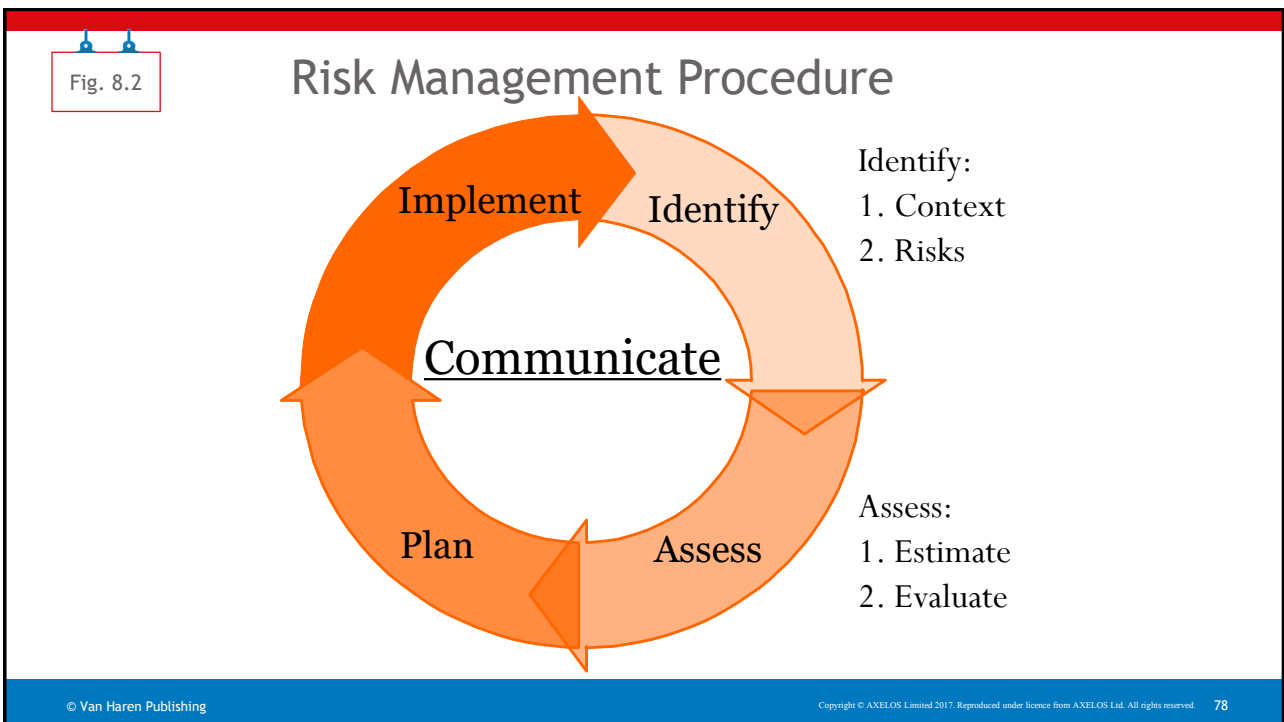 Fig. 8.2
Risk Management Procedure
Implement
Identify
Communicate
Plan
Assess
Identify:
1. Context
2. Risks
Assess:
1. Estimate
2. Evaluate
© Van Haren Publishing
Copyright © AXELOS Limited 2017. Reproduced under licence from AXELOS Ltd. All rights reserved.
78